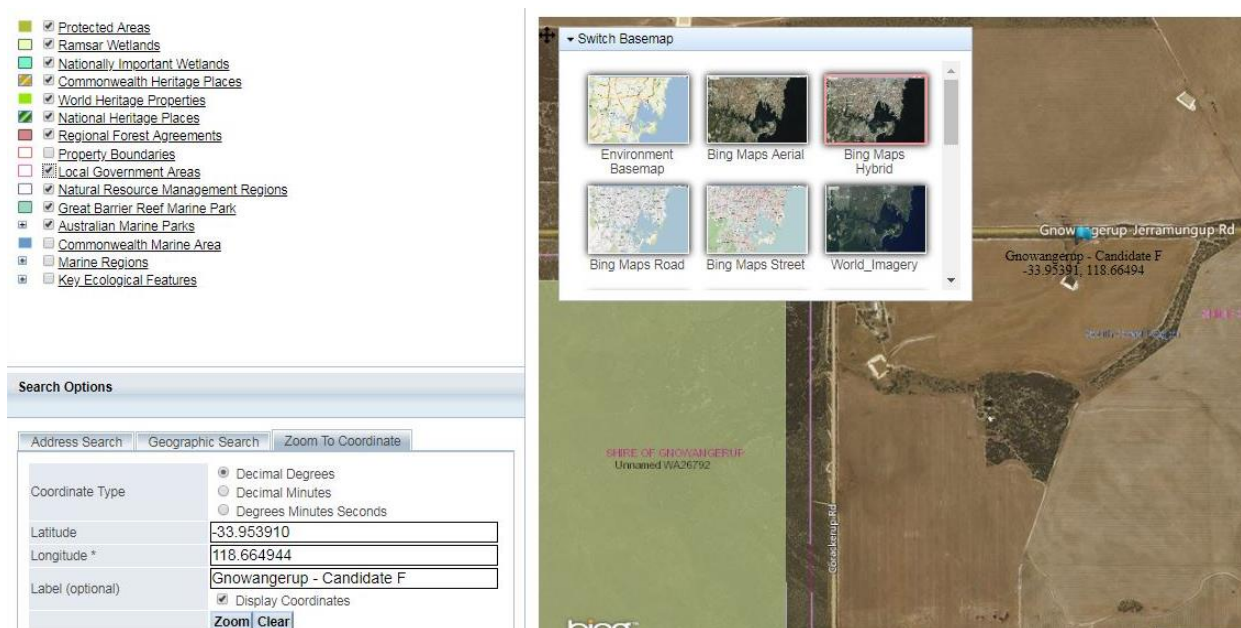 Protected Areas
Ramsar Wetlands
Nationally Important Wetlands
Commonwealth Heritage Places
World Heritage Properties
National Heritage Places
Regional Forest Agreements
Property Boundaries
Local Government Areas
Natural Resource Management Regions
Great Barrier Reef Marine Park
Australian Marine Parks
Commonwealth Marine Area
Marine Regions
Key Ecological Features
Search Options
Address Search Geographic Search Zoom To Coordinate
Coordinate Type
Decimal Degrees
Decimal Minutes
Degrees Minutes Seconds
Latitude -33.953910
Longitude * 118.664944
Label (optional) Gnowangerup - Candidate F
Display Coordinates
Zoom Clear
Switch Basemap
Environment Basemap
Bing Maps Aerial
Bing Maps Hybrid
Bing Maps Road
Bing Maps Street
World_Imagery
Gnowangerup-Jerramungup Rd
Gnowangerup - Candidate F
-33.95391, 118.66494
SHIRE OF GNOWANGERUP
Unnamed WA26792
Corackerup Rd
bing